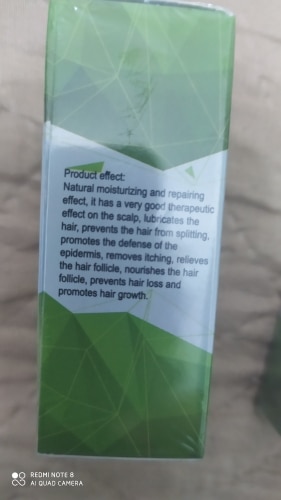 Product effect:
Natural moisturizing and repairing
effect, it has a very good therapeutic
effect on the scalp, lubricates the
hair, prevents the hair from splitting,
promotes the defense of the
epidermis, removes itching, relieves
the hair follicle, nourishes the hair
follicle, prevents hair loss and
promotes hair growth.
REDMI NOTE 8
AI QUAD CAMERA